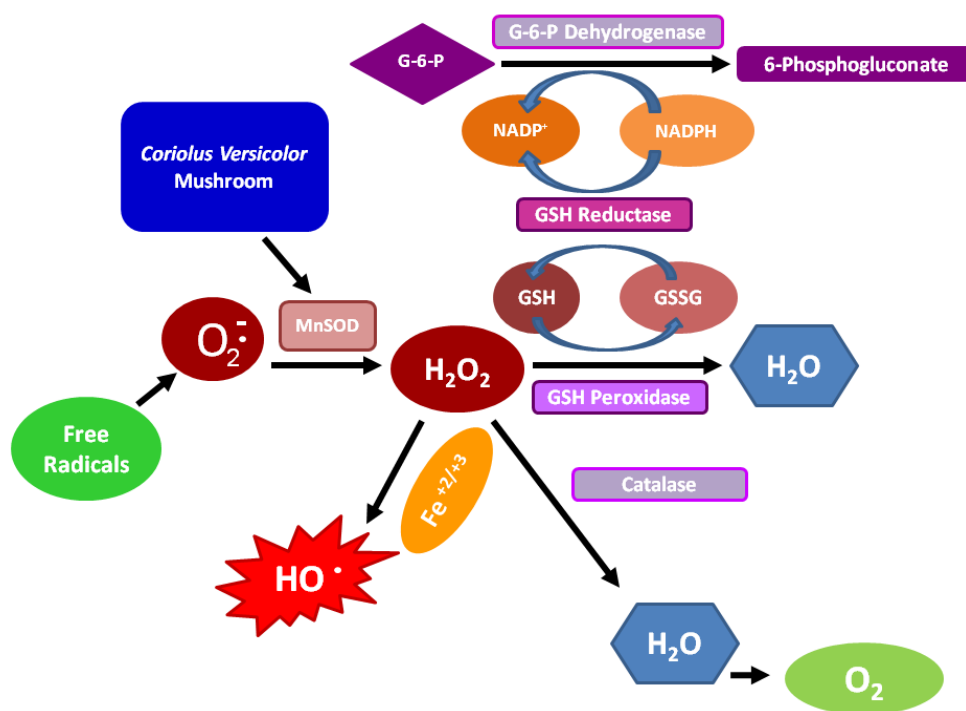 G-6-P Dehydrogenase
G-6-P
6-Phosphogluconate
NADP⁺
NADPH
Coriolus Versicolor
Mushroom
GSH Reductase
GSH
GSSG
MnSOD
O₂⁻:
H₂O₂
H₂O
GSH Peroxidase
Free
Radicals
Fe ⁺²/⁺³
Catalase
HO •
H₂O
O₂